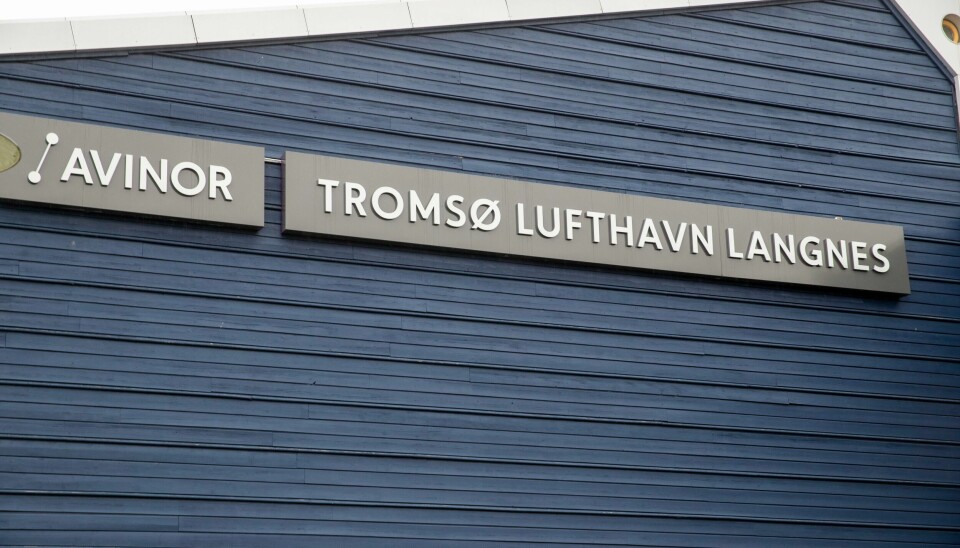 AVINOR
TROMSØ LUFTHAVN LANGNES